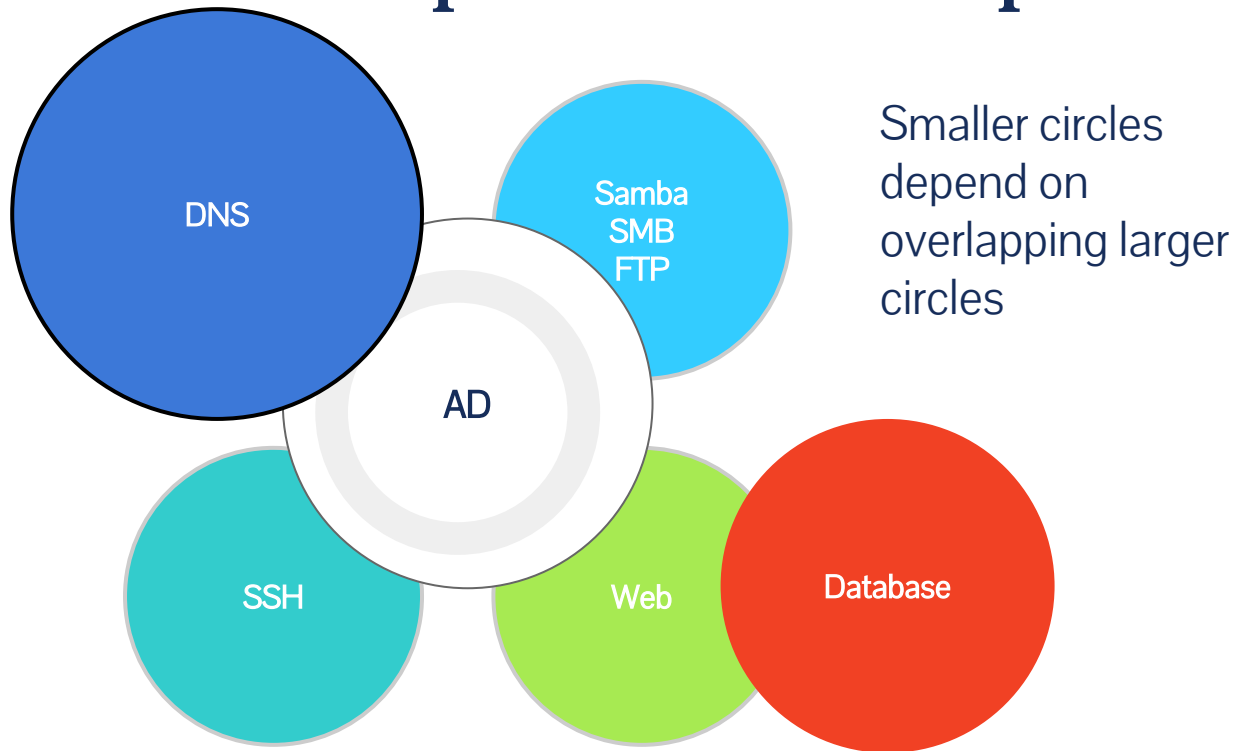 DNS
Samba
SMB
FTP
Smaller circles
depend on
overlapping larger
circles
AD
SSH
Web
Database